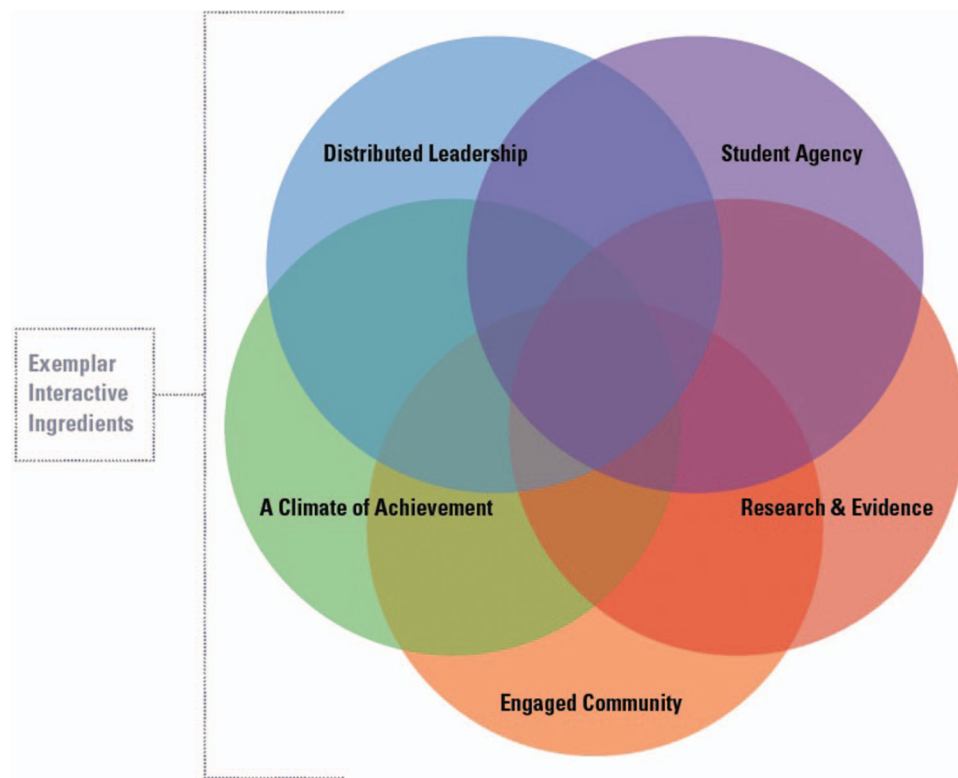 Distributed Leadership
Student Agency
Exemplar
Interactive
Ingredients
A Climate of Achievement
Research & Evidence
Engaged Community